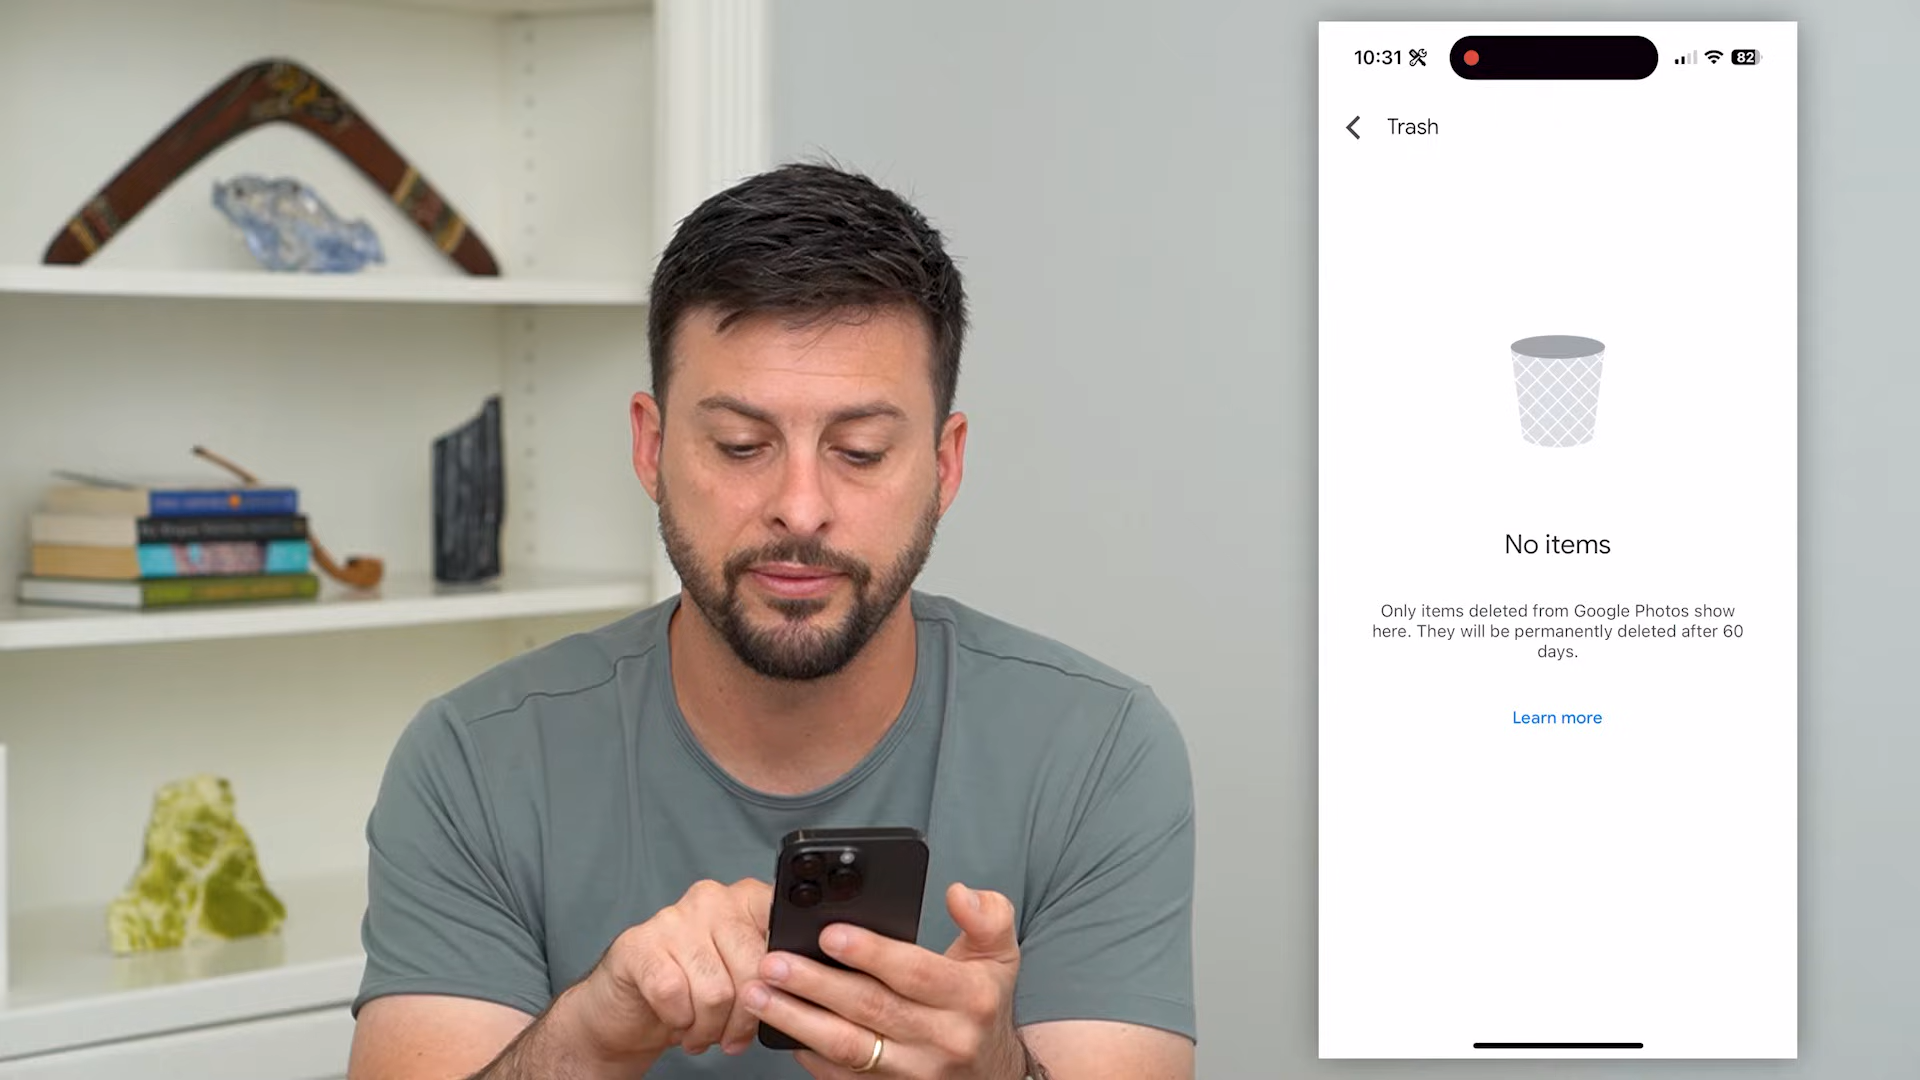 10:31
82
Trash
No items
Only items deleted from Google Photos show
here. They will be permanently deleted after 60
days.
Learn more